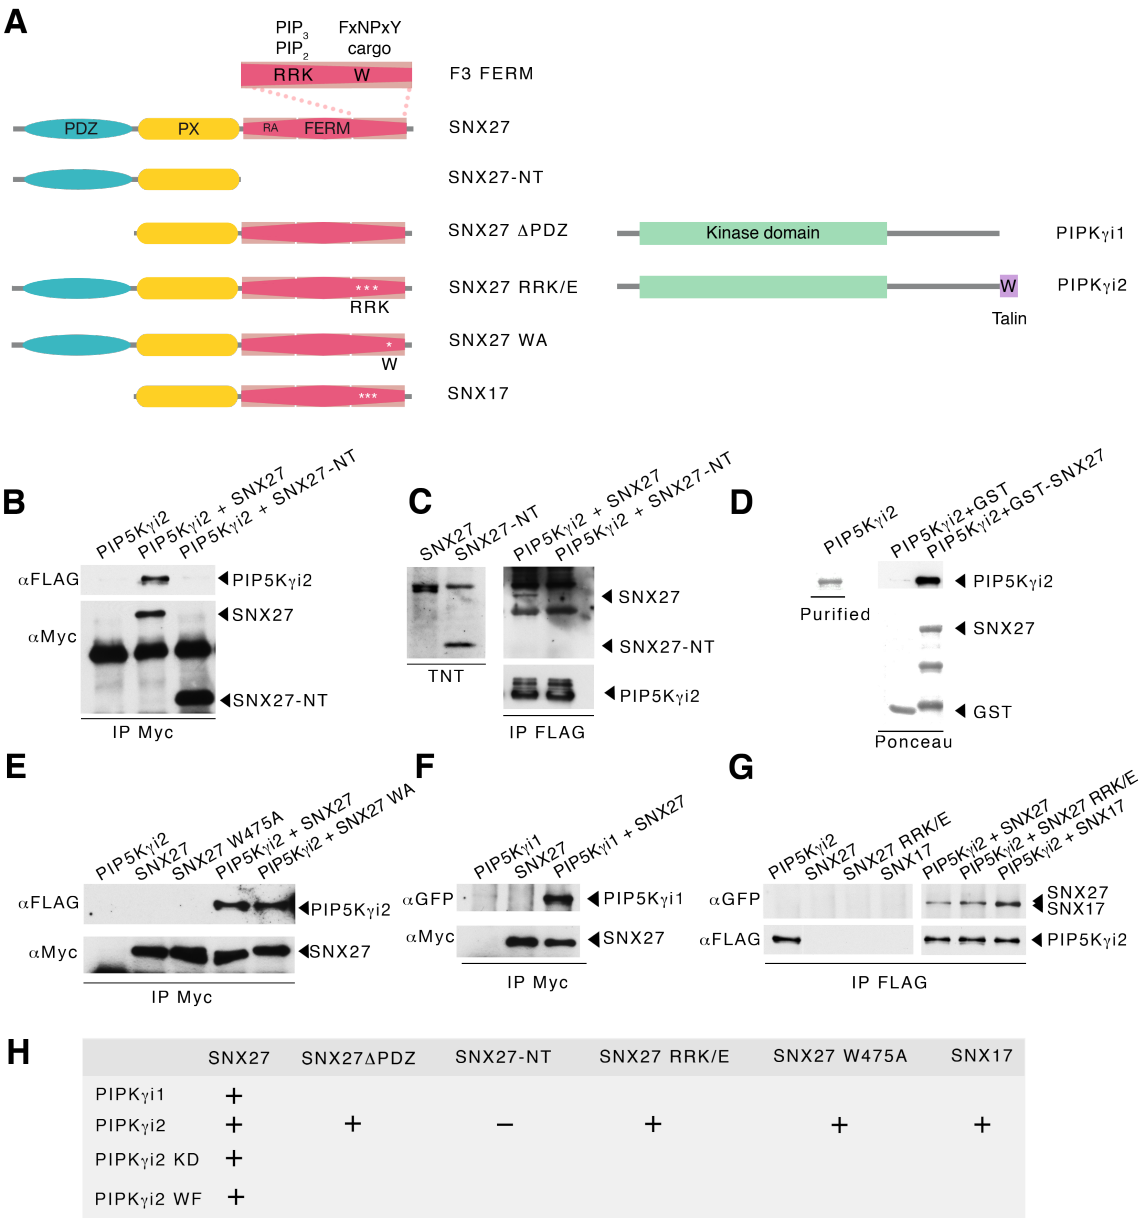 A
PIP3 FxNPxY
PIP2 cargo
RRK W F3 FERM
PDZ PX RA FERM SNX27
SNX27-NT
SNX27 ΔPDZ Kinase domain PIPKγi1
*** SNX27 RRK/E W PIPKγi2
RRK Talin
* SNX27 WA
W
*** SNX17
B
PIP5Kγi2
PIP5Kγi2 + SNX27
PIP5Kγi2 + SNX27-NT
αFLAG ◀PIP5Kγi2
◀SNX27
αMyc
◀SNX27-NT
IP Myc
C
SNX27
SNX27-NT
PIP5Kγi2 + SNX27
PIP5Kγi2 + SNX27-NT
◀ SNX27
◀ SNX27-NT
TNT
◀PIP5Kγi2
IP FLAG
D
PIP5Kγi2
PIP5Kγi2+GST
PIP5Kγi2+GST-SNX27
◀ PIP5Kγi2
Purified
◀ SNX27
◀ GST
Ponceau
E
PIP5Kγi2
SNX27
SNX27 W475A
PIP5Kγi2 + SNX27
PIP5Kγi2 + SNX27 WA
αFLAG ◀PIP5Kγi2
αMyc ◀SNX27
IP Myc
F
PIP5Kγi1
SNX27
PIP5Kγi1 + SNX27
αGFP ◀PIP5Kγi1
αMyc ◀SNX27
IP Myc
G
PIP5Kγi2
SNX27
SNX27 RRK/E
SNX17
PIP5Kγi2 + SNX27
PIP5Kγi2 + SNX27 RRK/E
PIP5Kγi2 + SNX17
αGFP ◀SNX27
◀SNX17
αFLAG ◀PIP5Kγi2
IP FLAG
H
SNX27 SNX27ΔPDZ SNX27-NT SNX27 RRK/E SNX27 W475A SNX17
PIPKγi1 +
PIPKγi2 + + − + + +
PIPKγi2 KD +
PIPKγi2 WF +